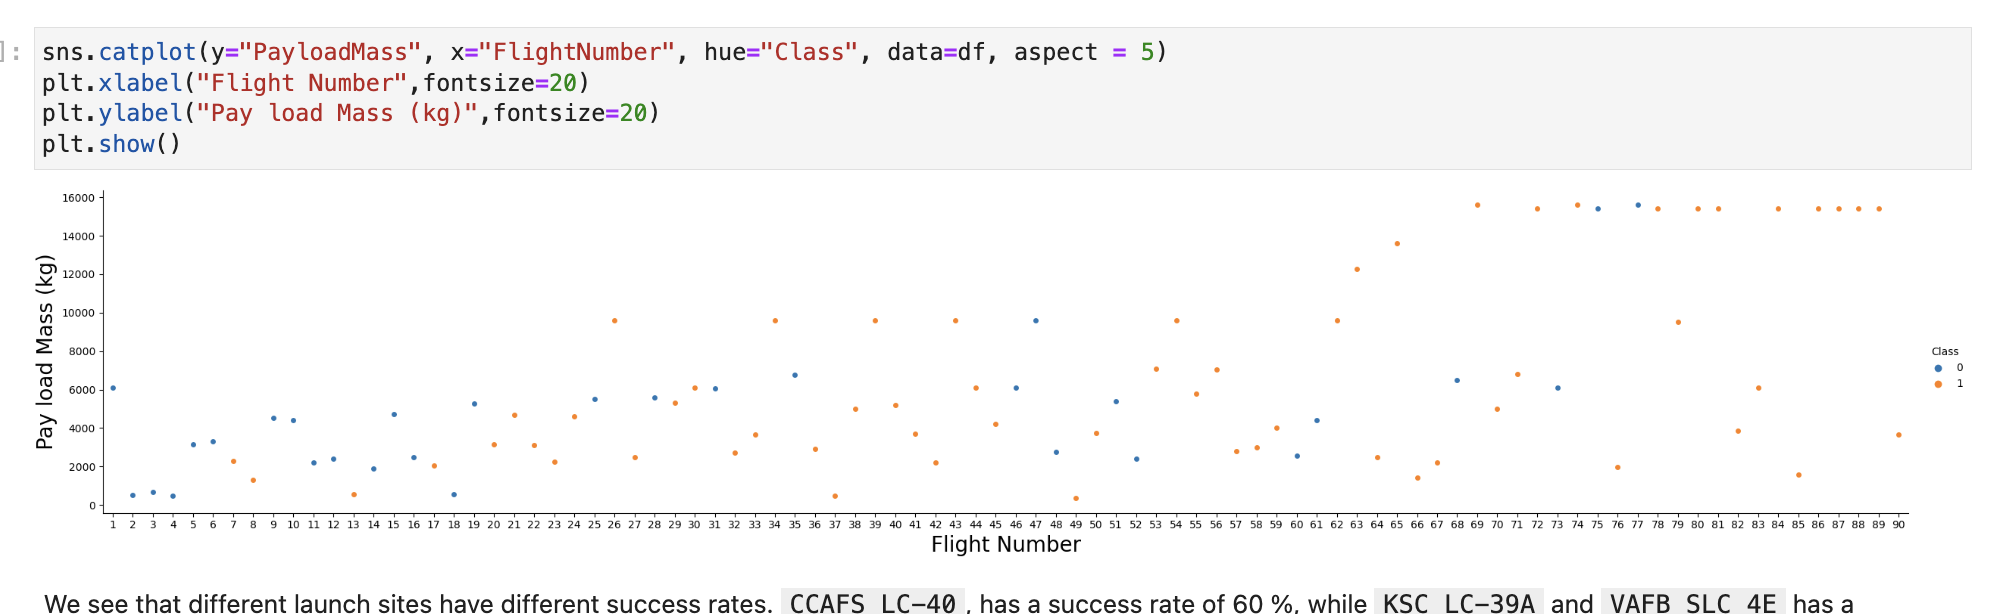 ]:
sns.catplot(y="PayloadMass", x="FlightNumber", hue="Class", data=df, aspect = 5)
plt.xlabel("Flight Number",fontsize=20)
plt.ylabel("Pay load Mass (kg)",fontsize=20)
plt.show()
16000
14000
12000
10000
8000
6000
4000
2000
0
Pay load Mass (kg)
Class
0
1
1 2 3 4 5 6 7 8 9 10 11 12 13 14 15 16 17 18 19 20 21 22 23 24 25 26 27 28 29 30 31 32 33 34 35 36 37 38 39 40 41 42 43 44 45 46 47 48 49 50 51 52 53 54 55 56 57 58 59 60 61 62 63 64 65 66 67 68 69 70 71 72 73 74 75 76 77 78 79 80 81 82 83 84 85 86 87 88 89 90
Flight Number
We see that different launch sites have different success rates. CCAFS LC-40 , has a success rate of 60 %, while KSC LC-39A and VAFB SLC 4E has a